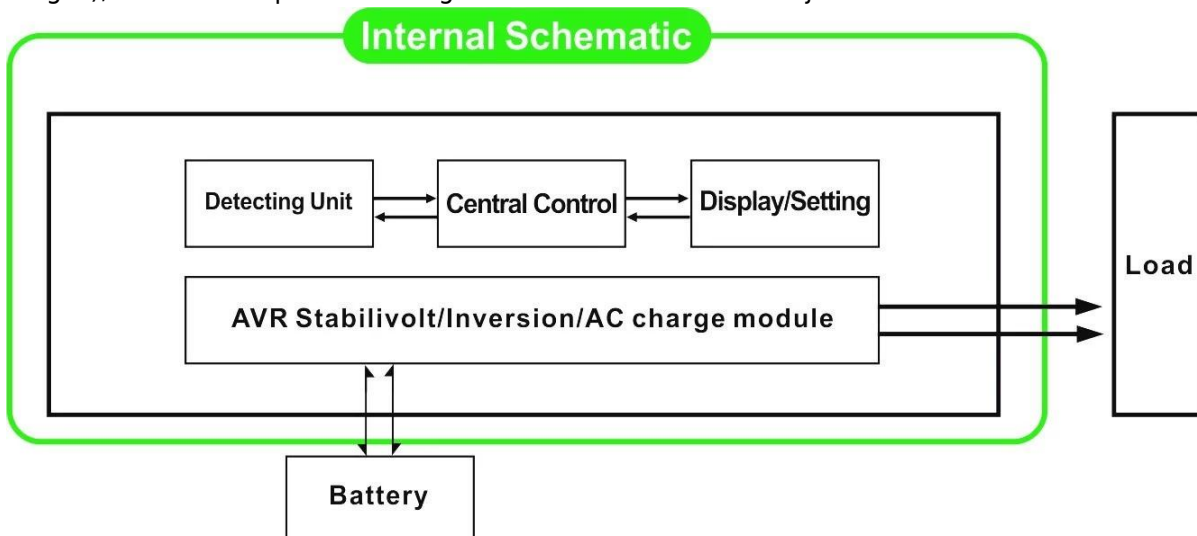 Internal Schematic
Detecting Unit
Central Control
Display/Setting
Load
AVR Stabilivolt/Inversion/AC charge module
Battery